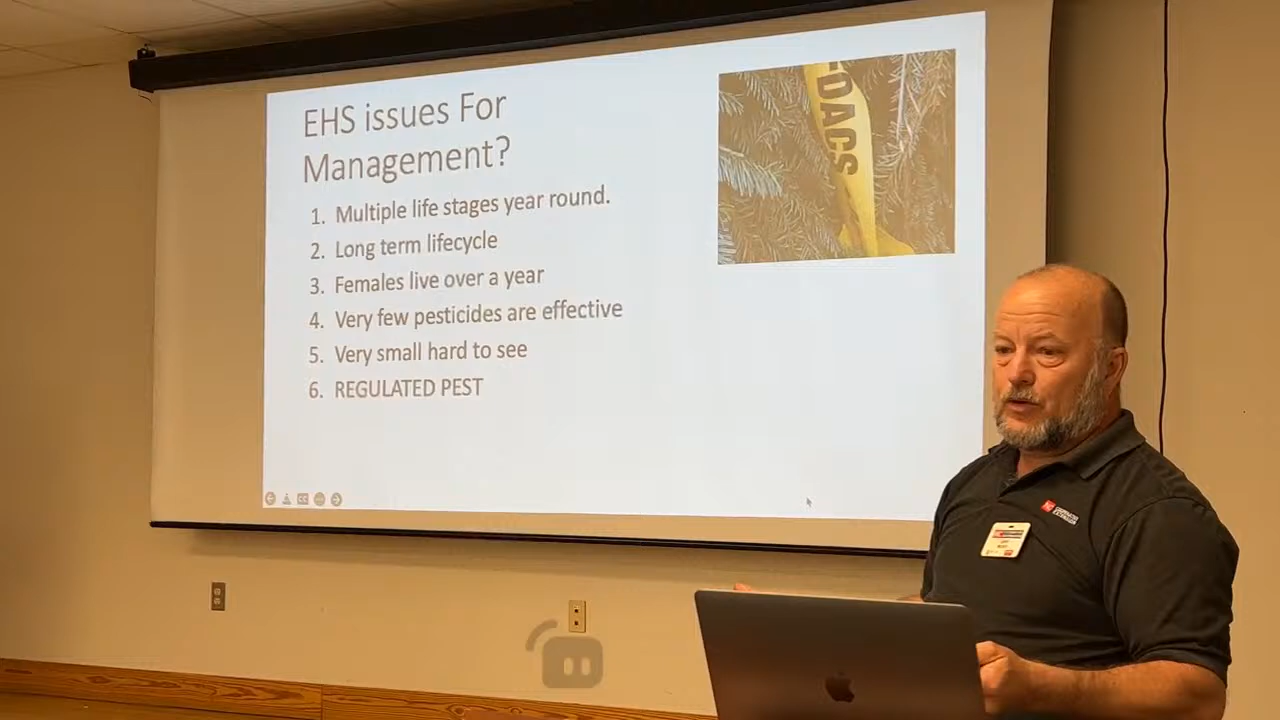 EHS issues For
Management?
1. Multiple life stages year round.
2. Long term lifecycle
3. Females live over a year
4. Very few pesticides are effective
5. Very small hard to see
6. REGULATED PEST
DACS